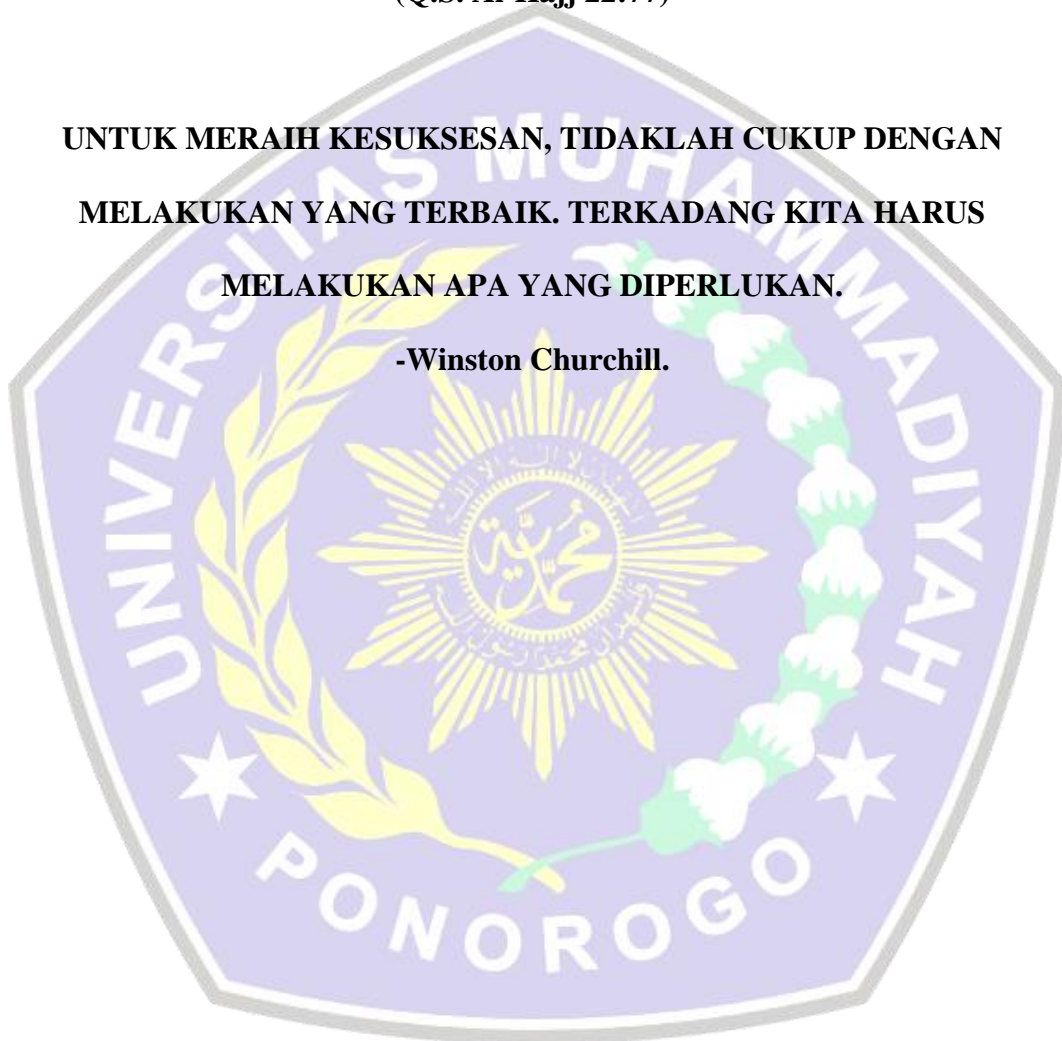 (Q.S. Al-Hajj 22:77)
UNTUK MERAIH KESUKSESAN, TIDAKLAH CUKUP DENGAN
MELAKUKAN YANG TERBAIK. TERKADANG KITA HARUS
MELAKUKAN APA YANG DIPERLUKAN.
-Winston Churchill.
UNIVERSITAS MUHAMMADIYAH
PONOROGO